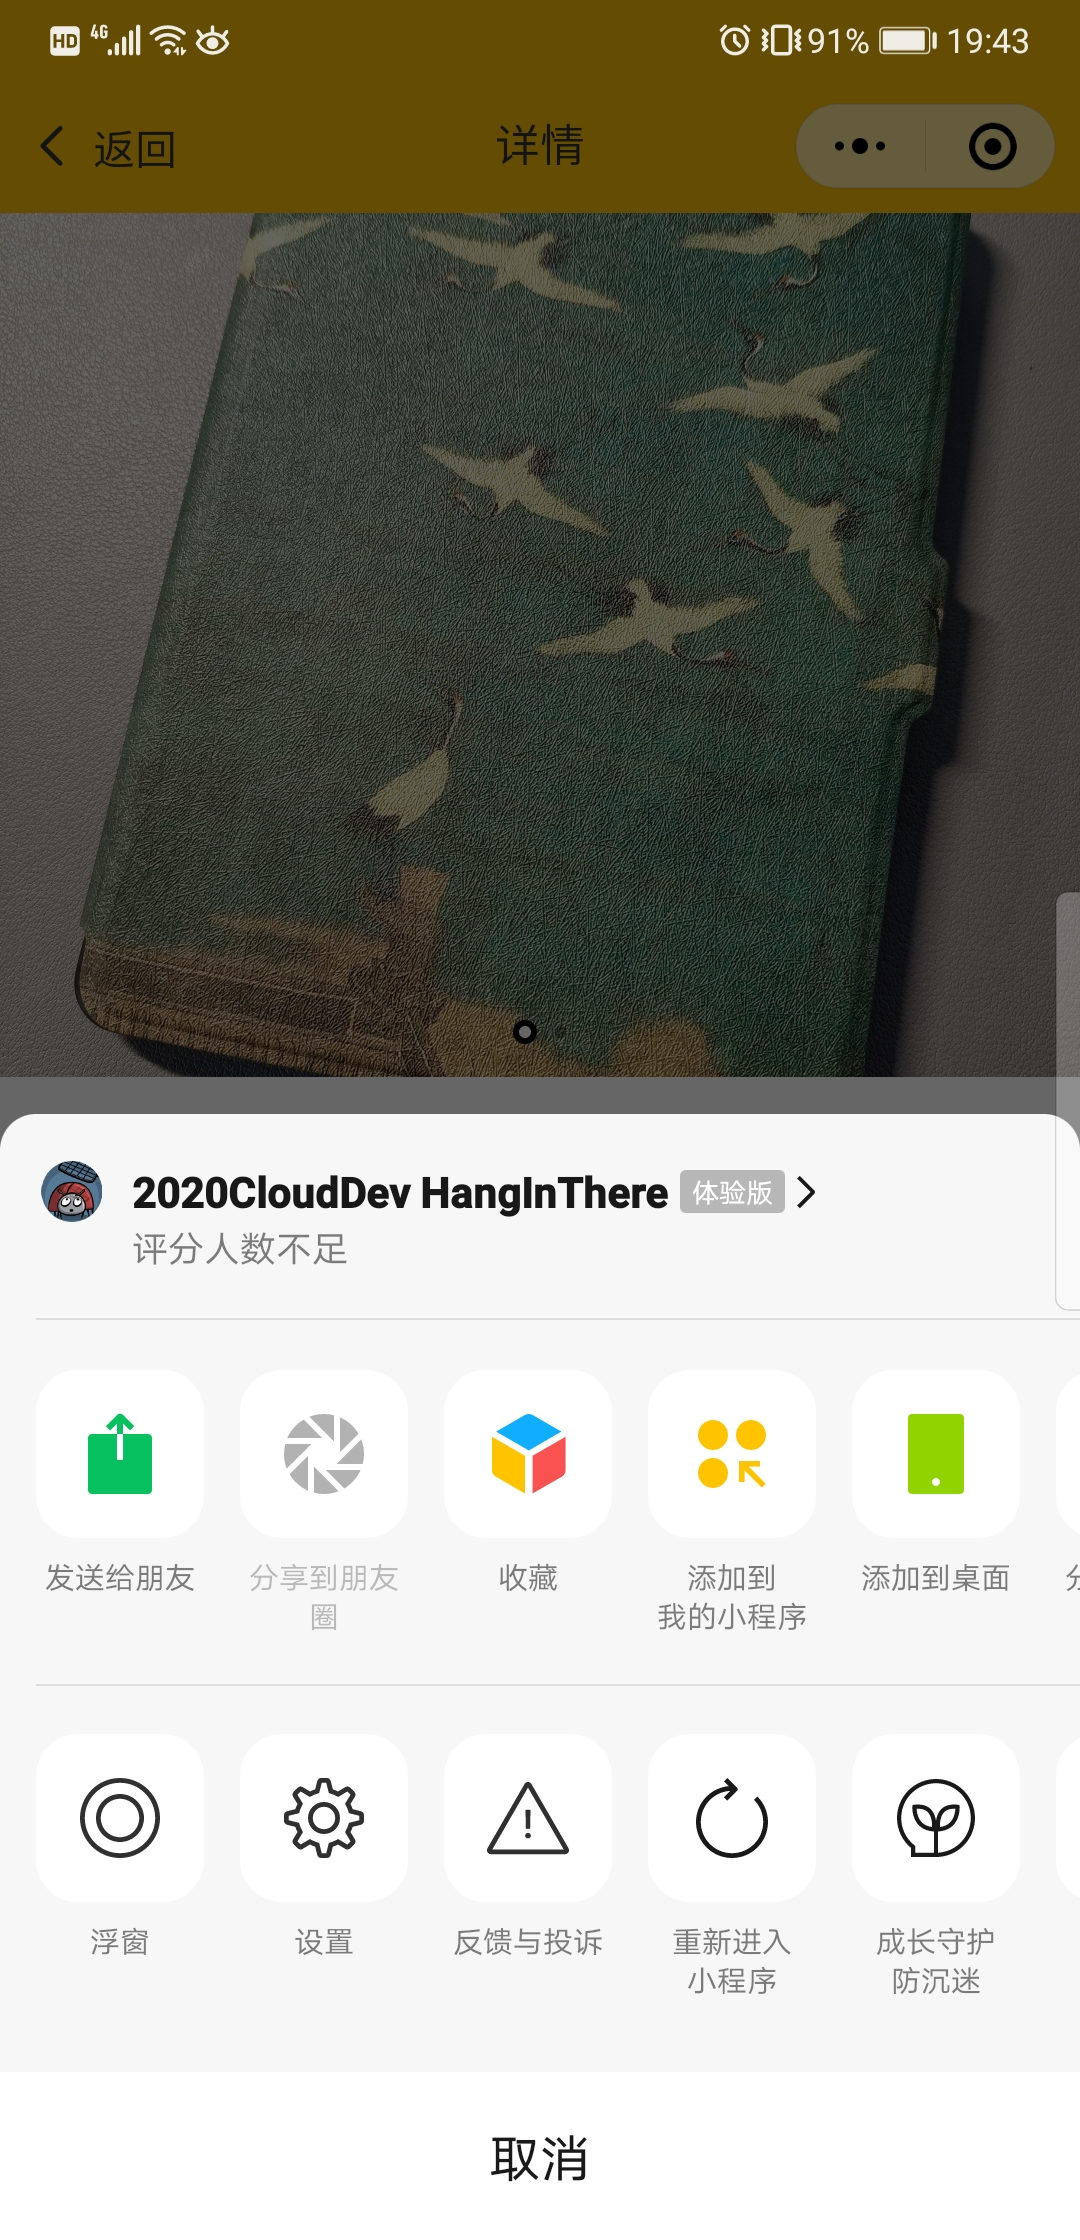 HD 4G 91% 19:43
返回 详情
2020CloudDev HangInThere 体验版
评分人数不足
发送给朋友 分享到朋友 收藏 添加到 添加到桌面
圈 我的小程序
浮窗 设置 反馈与投诉 重新进入 成长守护
小程序 防沉迷
取消